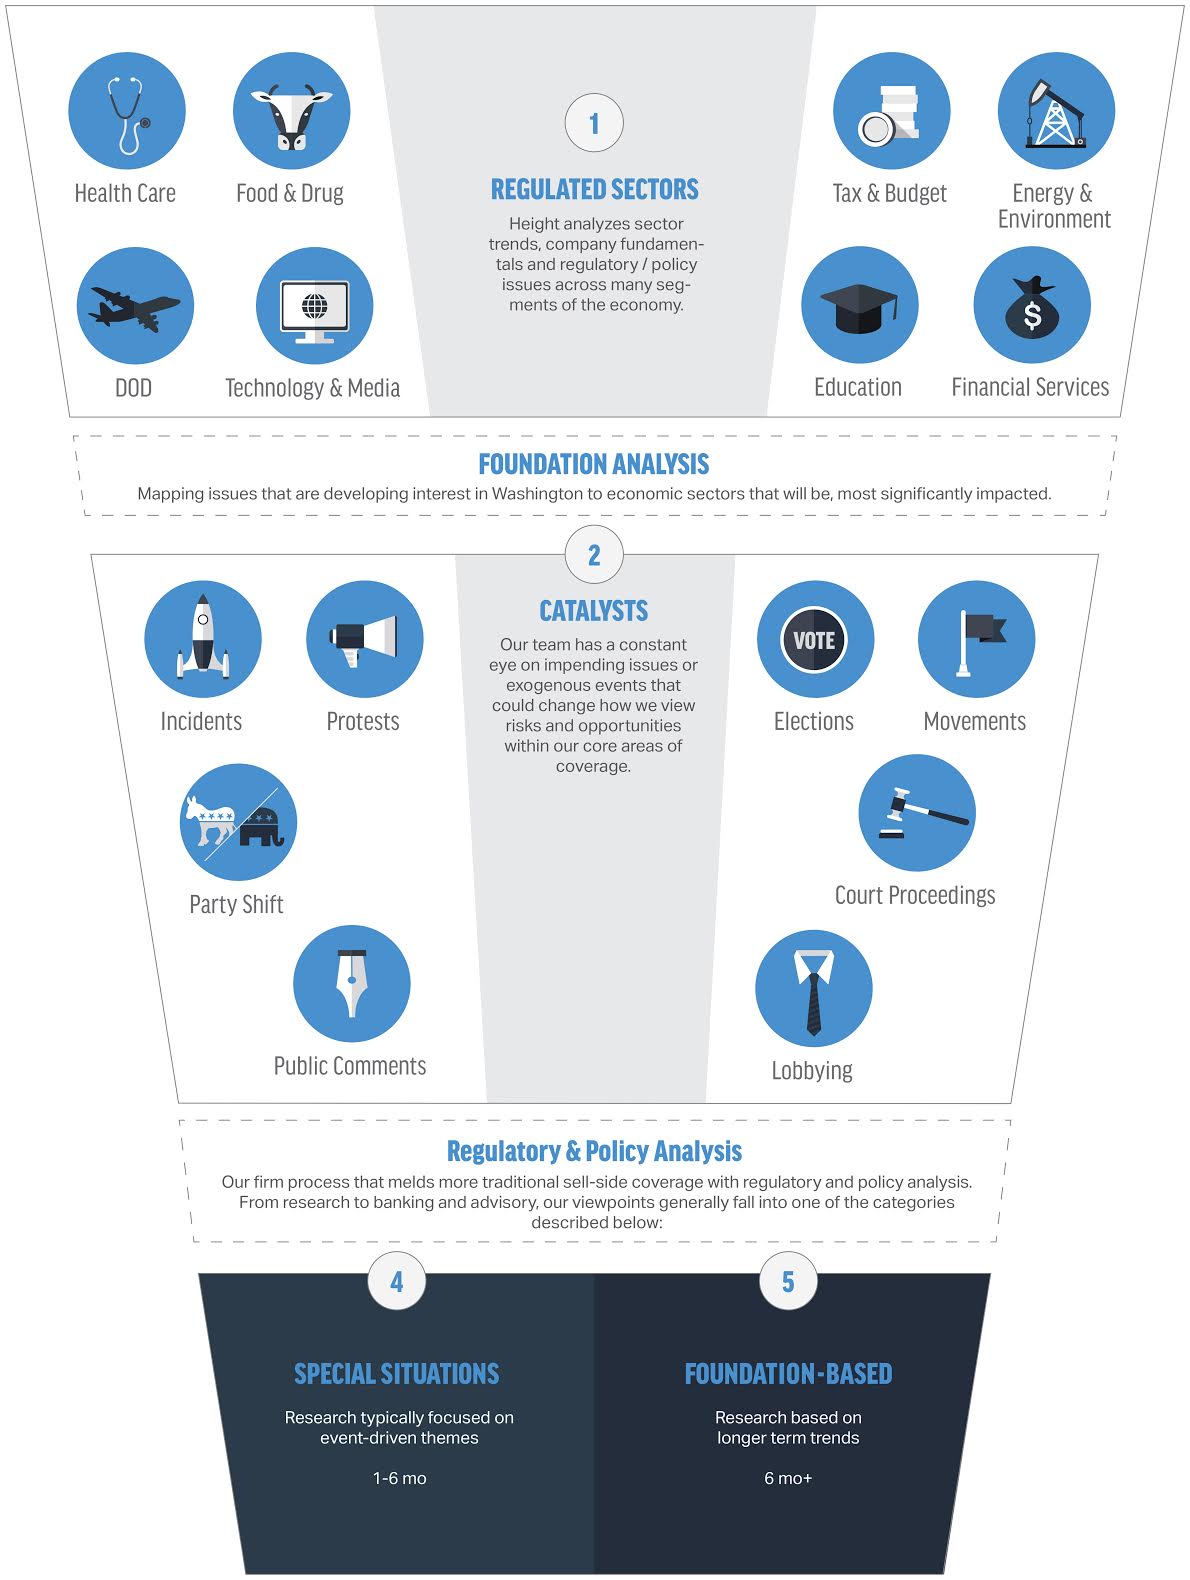 Health Care
Food & Drug
DOD
Technology & Media
1
REGULATED SECTORS
Height analyzes sector
trends, company fundamen-
tals and regulatory / policy
issues across many seg-
ments of the economy.
Tax & Budget
Energy &
Environment
Education
Financial Services
$
FOUNDATION ANALYSIS
Mapping issues that are developing interest in Washington to economic sectors that will be, most significantly impacted.
2
CATALYSTS
Our team has a constant
eye on impending issues or
exogenous events that
could change how we view
risks and opportunities
within our core areas of
coverage.
Incidents
Protests
Party Shift
Public Comments
VOTE
Elections
Movements
Court Proceedings
Lobbying
Regulatory & Policy Analysis
Our firm process that melds more traditional sell-side coverage with regulatory and policy analysis.
From research to banking and advisory, our viewpoints generally fall into one of the categories
described below:
4
SPECIAL SITUATIONS
Research typically focused on
event-driven themes
1-6 mo
5
FOUNDATION-BASED
Research based on
longer term trends
6 mo+